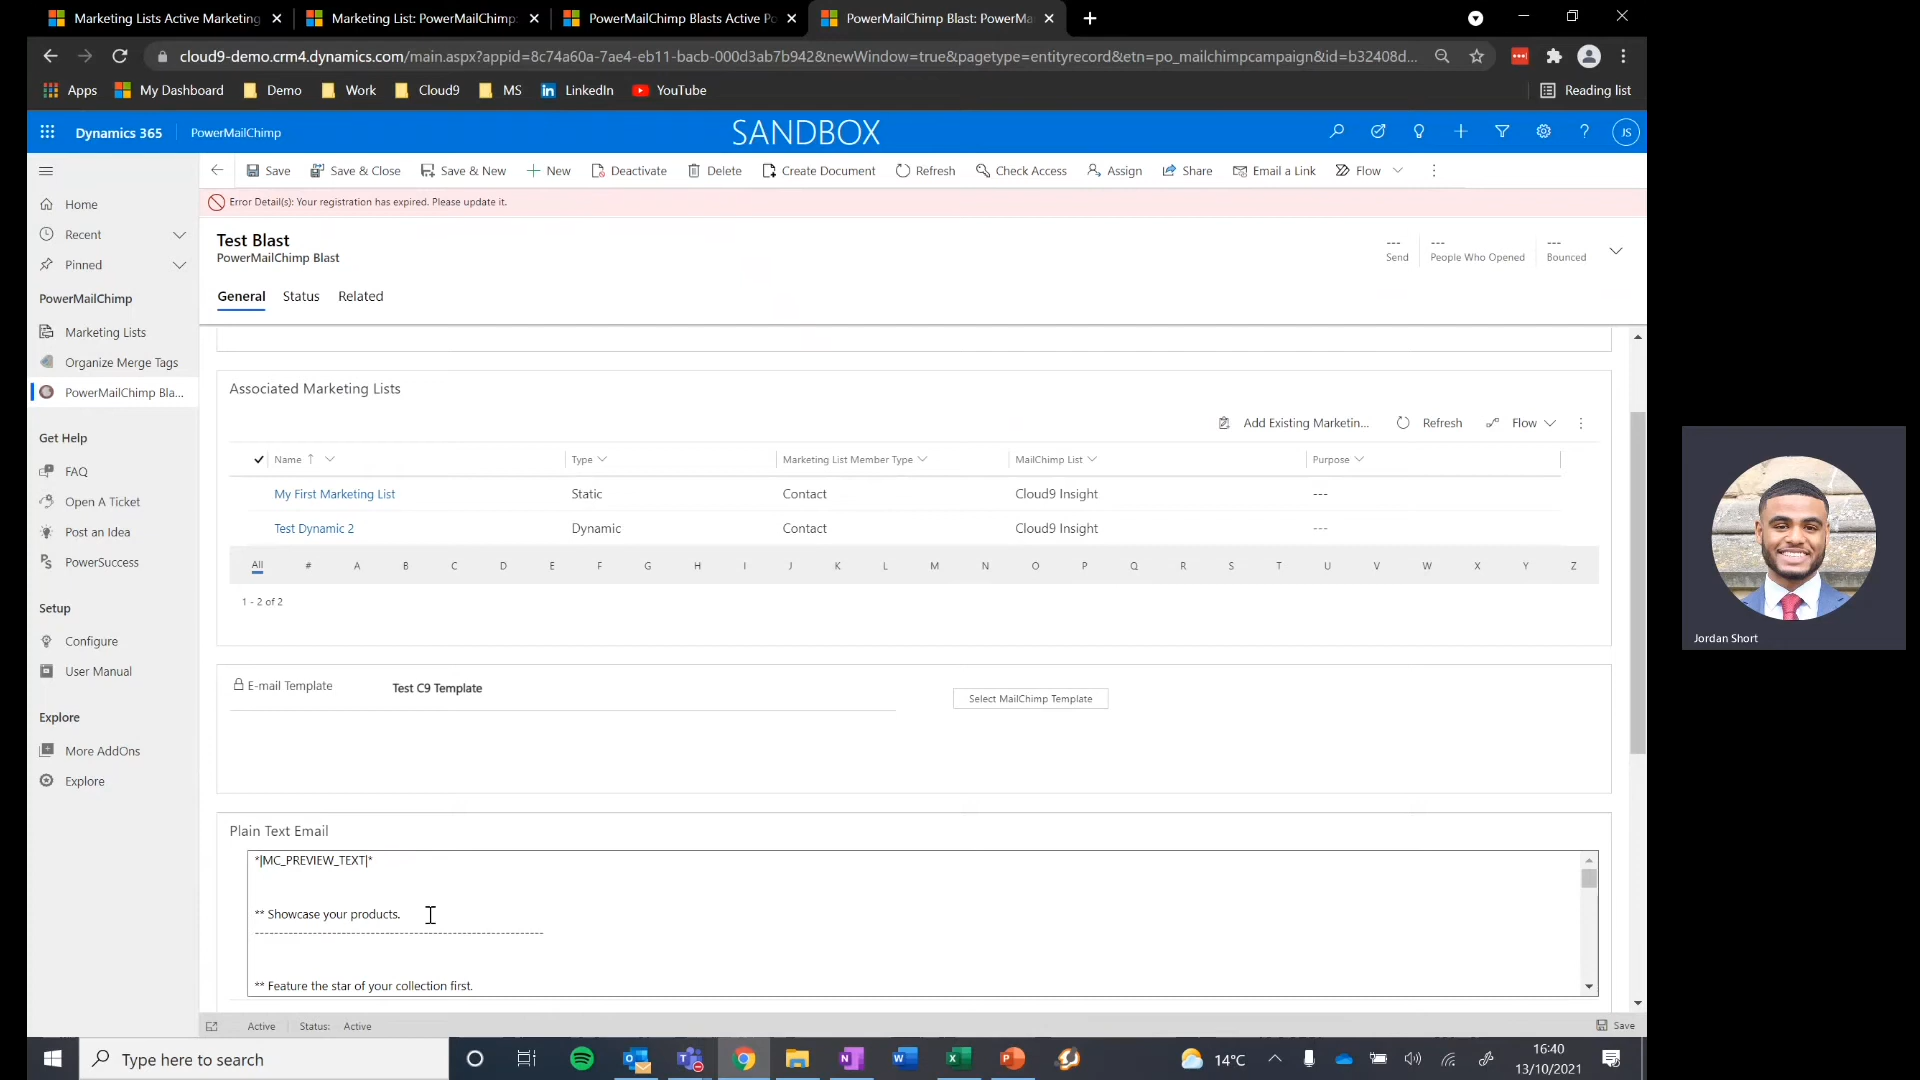 Marketing Lists Active Marketing
Marketing List: PowerMailChimp:
PowerMailChimp Blasts Active Po
PowerMailChimp Blast: PowerMa
cloud9-demo.crm4.dynamics.com/main.aspx?appid=8c74a60a-7ae4-eb11-bacb-000d3ab7b942&newWindow=true&pagetype=entityrecord&etn=po_mailchimpcampaign&id=b32408d...
Apps
My Dashboard
Demo
Work
Cloud9
MS
LinkedIn
YouTube
Reading list
Dynamics 365
PowerMailChimp
SANDBOX
JS
Save
Save & Close
Save & New
New
Deactivate
Delete
Create Document
Refresh
Check Access
Assign
Share
Email a Link
Flow
Error Detail(s): Your registration has expired. Please update it.
Home
Recent
Pinned
PowerMailChimp
Marketing Lists
Organize Merge Tags
PowerMailChimp Bla...
Get Help
FAQ
Open A Ticket
Post an Idea
PowerSuccess
Setup
Configure
User Manual
Explore
More AddOns
Explore
Test Blast
PowerMailChimp Blast
--- --- ---
Send People Who Opened Bounced
General Status Related
Associated Marketing Lists
Add Existing Marketin... Refresh Flow
Name Type Marketing List Member Type MailChimp List Purpose
My First Marketing List Static Contact Cloud9 Insight ---
Test Dynamic 2 Dynamic Contact Cloud9 Insight ---
All # A B C D E F G H I J K L M N O P Q R S T U V W X Y Z
1 - 2 of 2
E-mail Template Test C9 Template Select MailChimp Template
Plain Text Email
*|MC_PREVIEW_TEXT|*
** Showcase your products.
------------------------------------------------------------
** Feature the star of your collection first.
Active Status: Active Save
Jordan Short
Type here to search
14°C
16:40
13/10/2021